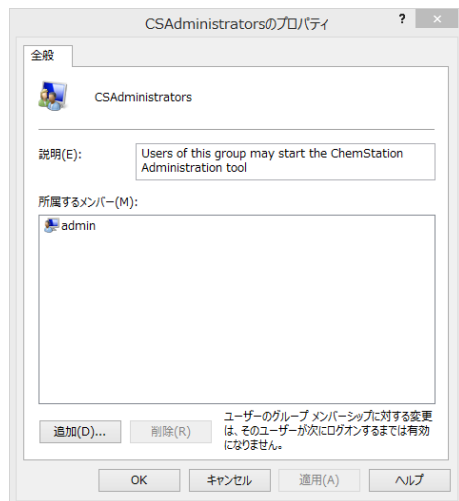 CSAdministratorsのプロパティ
?
×
全般
CSAdministrators
説明(E):
Users of this group may start the ChemStation
Administration tool
所属するメンバー(M):
admin
追加(D)...
削除(R)
ユーザーのグループ メンバーシップに対する変更
は、そのユーザーが次にログオンするまでは有効
になりません。
OK
キャンセル
適用(A)
ヘルプ